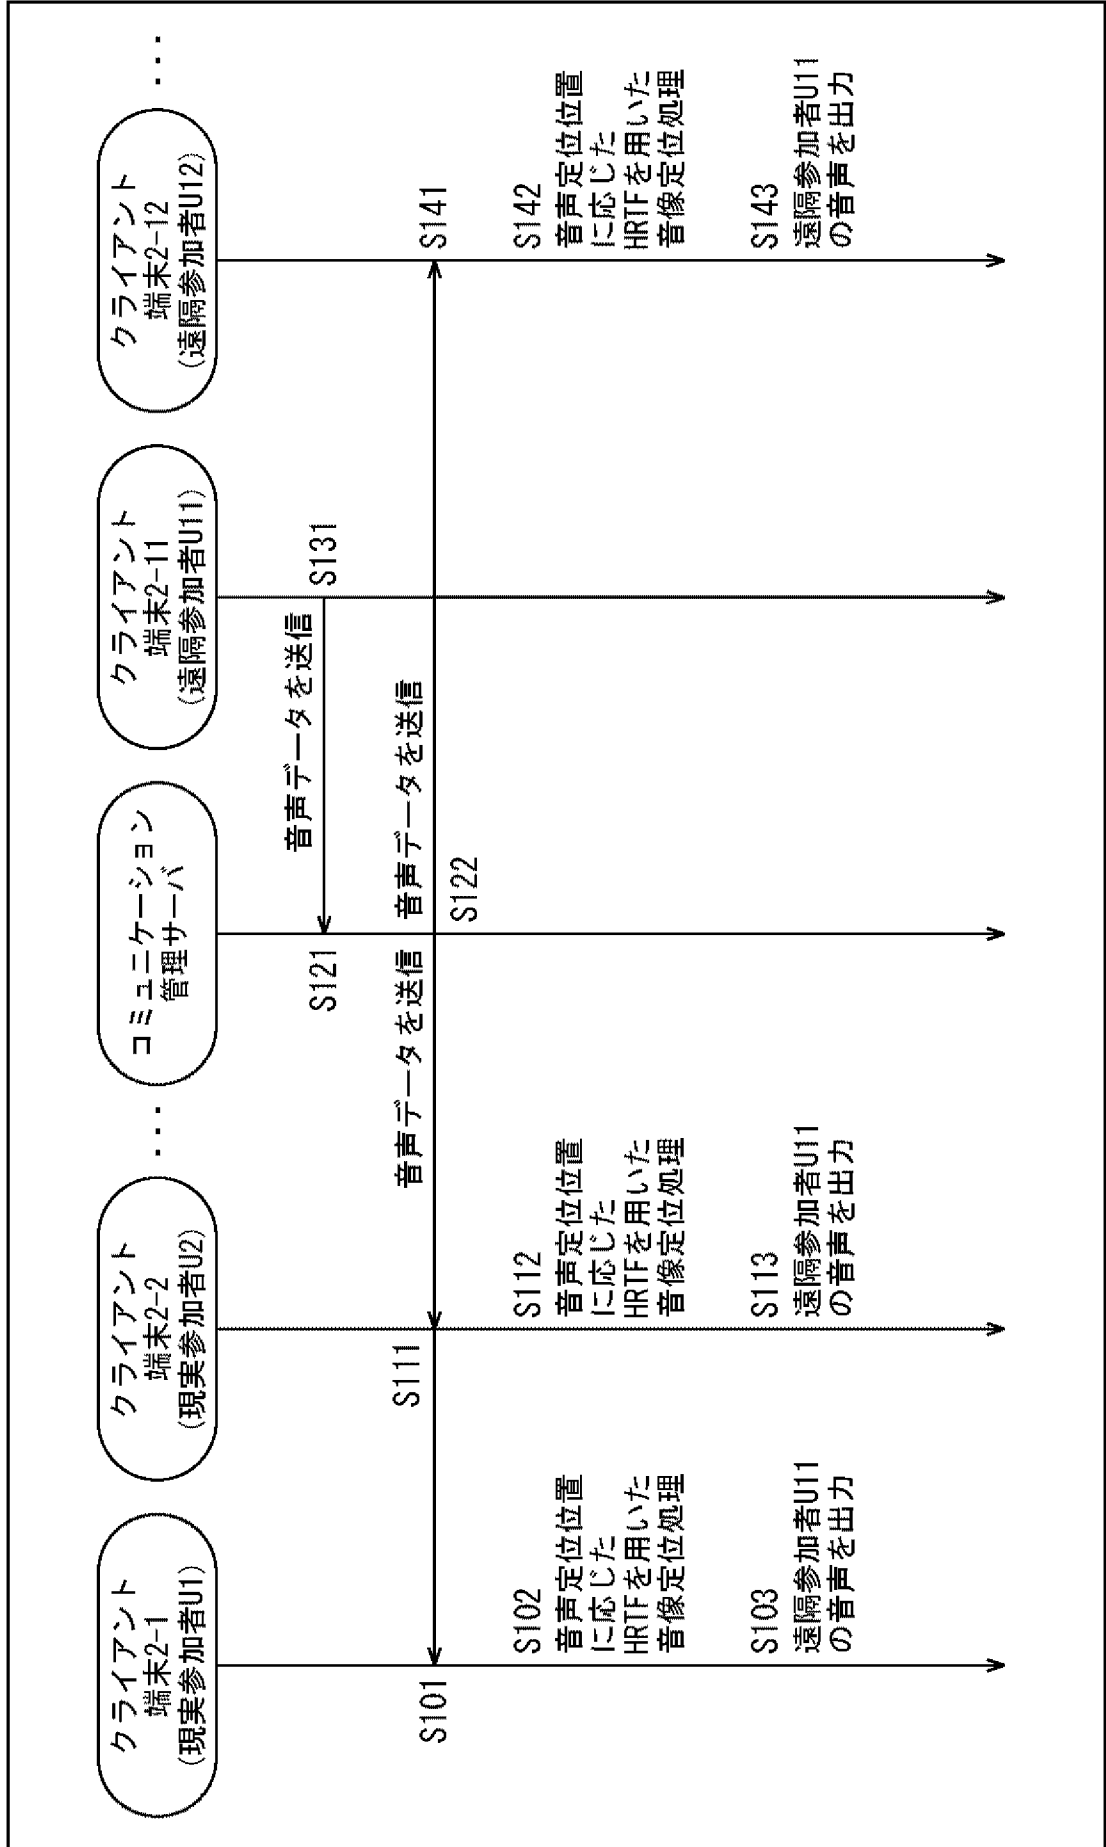 クライアント
端末2-1
(現実参加者U1)
クライアント
端末2-2
(現実参加者U2)
・・・
コミュニケーション
管理サーバ
クライアント
端末2-11
(遠隔参加者U11)
クライアント
端末2-12
(遠隔参加者U12)
・・・
音声データを送信
S131
S121
音声データを送信
音声データを送信
S122
S101
S111
S141
S102
音声定位位置
に応じた
HRTFを用いた
音像定位処理
S112
音声定位位置
に応じた
HRTFを用いた
音像定位処理
S142
音声定位位置
に応じた
HRTFを用いた
音像定位処理
S103
遠隔参加者U11
の音声を出力
S113
遠隔参加者U11
の音声を出力
S143
遠隔参加者U11
の音声を出力